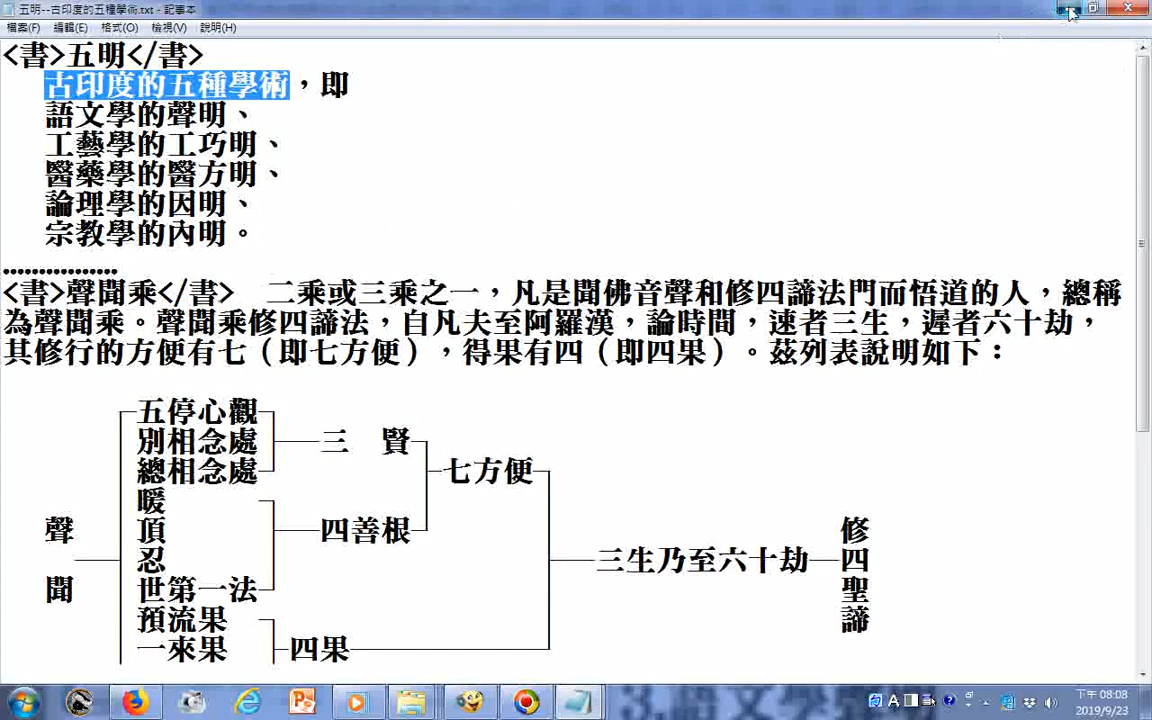 五明--古印度的五種學術.txt - 記事本
檔案(F) 編輯(E) 格式(O) 檢視(V) 說明(H)
<書>五明</書>
古印度的五種學術，即
語文學的聲明、
工藝學的工巧明、
醫藥學的醫方明、
論理學的因明、
宗教學的內明。
................
<書>聲聞乘</書> 二乘或三乘之一，凡是聞佛音聲和修四諦法門而悟道的人，總稱
為聲聞乘。聲聞乘修四諦法，自凡夫至阿羅漢，論時間，速者三生，遲者六十劫，
其修行的方便有七（即七方便），得果有四（即四果）。茲列表說明如下：
五停心觀
別相念處 三 賢
總相念處 七方便
暖
聲 頂 四善根 修
忍 三生乃至六十劫 四
聞 世第一法 聖
預流果 諦
一來果 四果
下午 08:08
2019/9/23